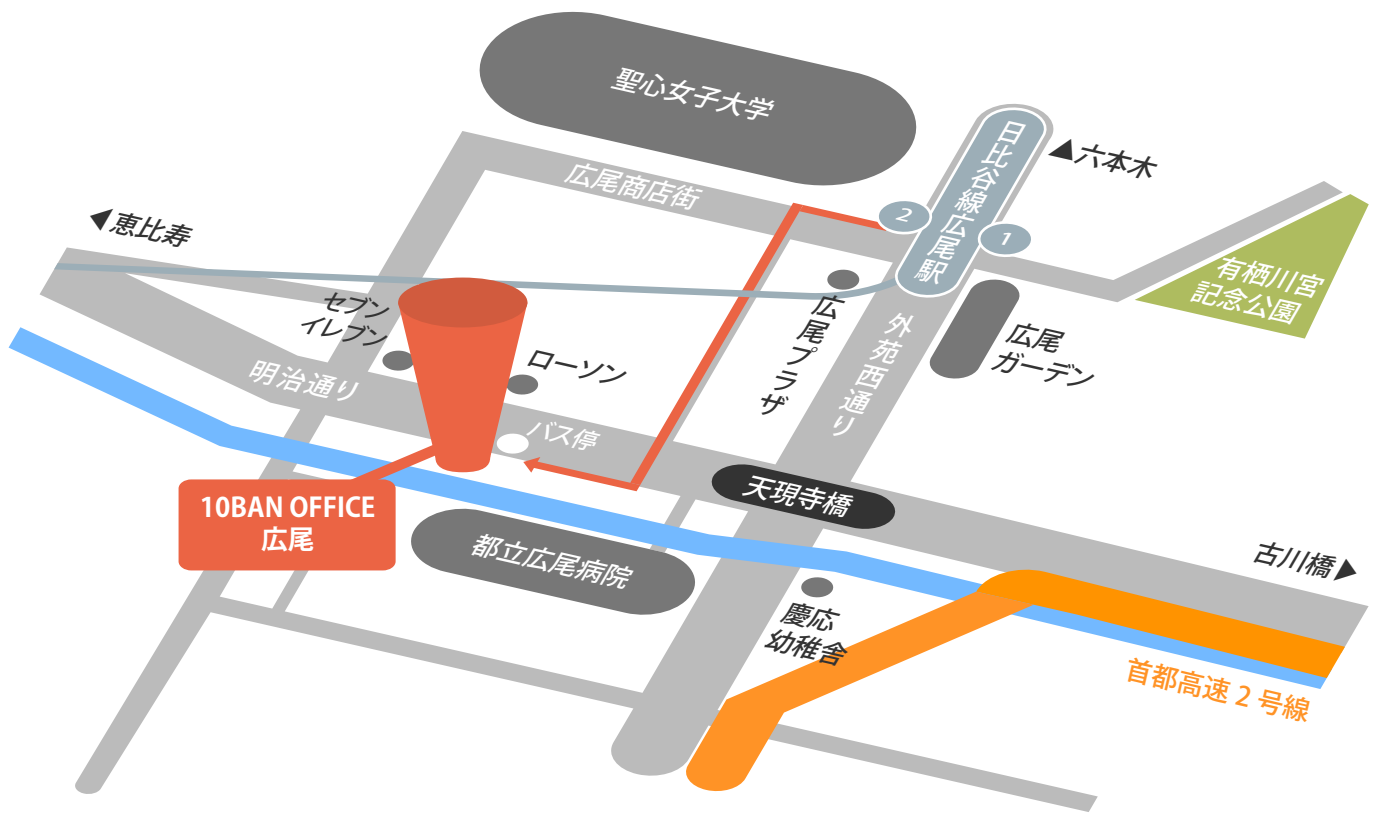 聖心女子大学
日比谷線広尾駅
▲六本木
広尾商店街
2
1
◀恵比寿
有栖川宮
記念公園
セブン
イレブン
広尾プラザ
外苑西通り
広尾
ガーデン
明治通り
ローソン
バス停
天現寺橋
10BAN OFFICE
広尾
都立広尾病院
古川橋▶
慶応
幼稚舎
首都高速 2 号線